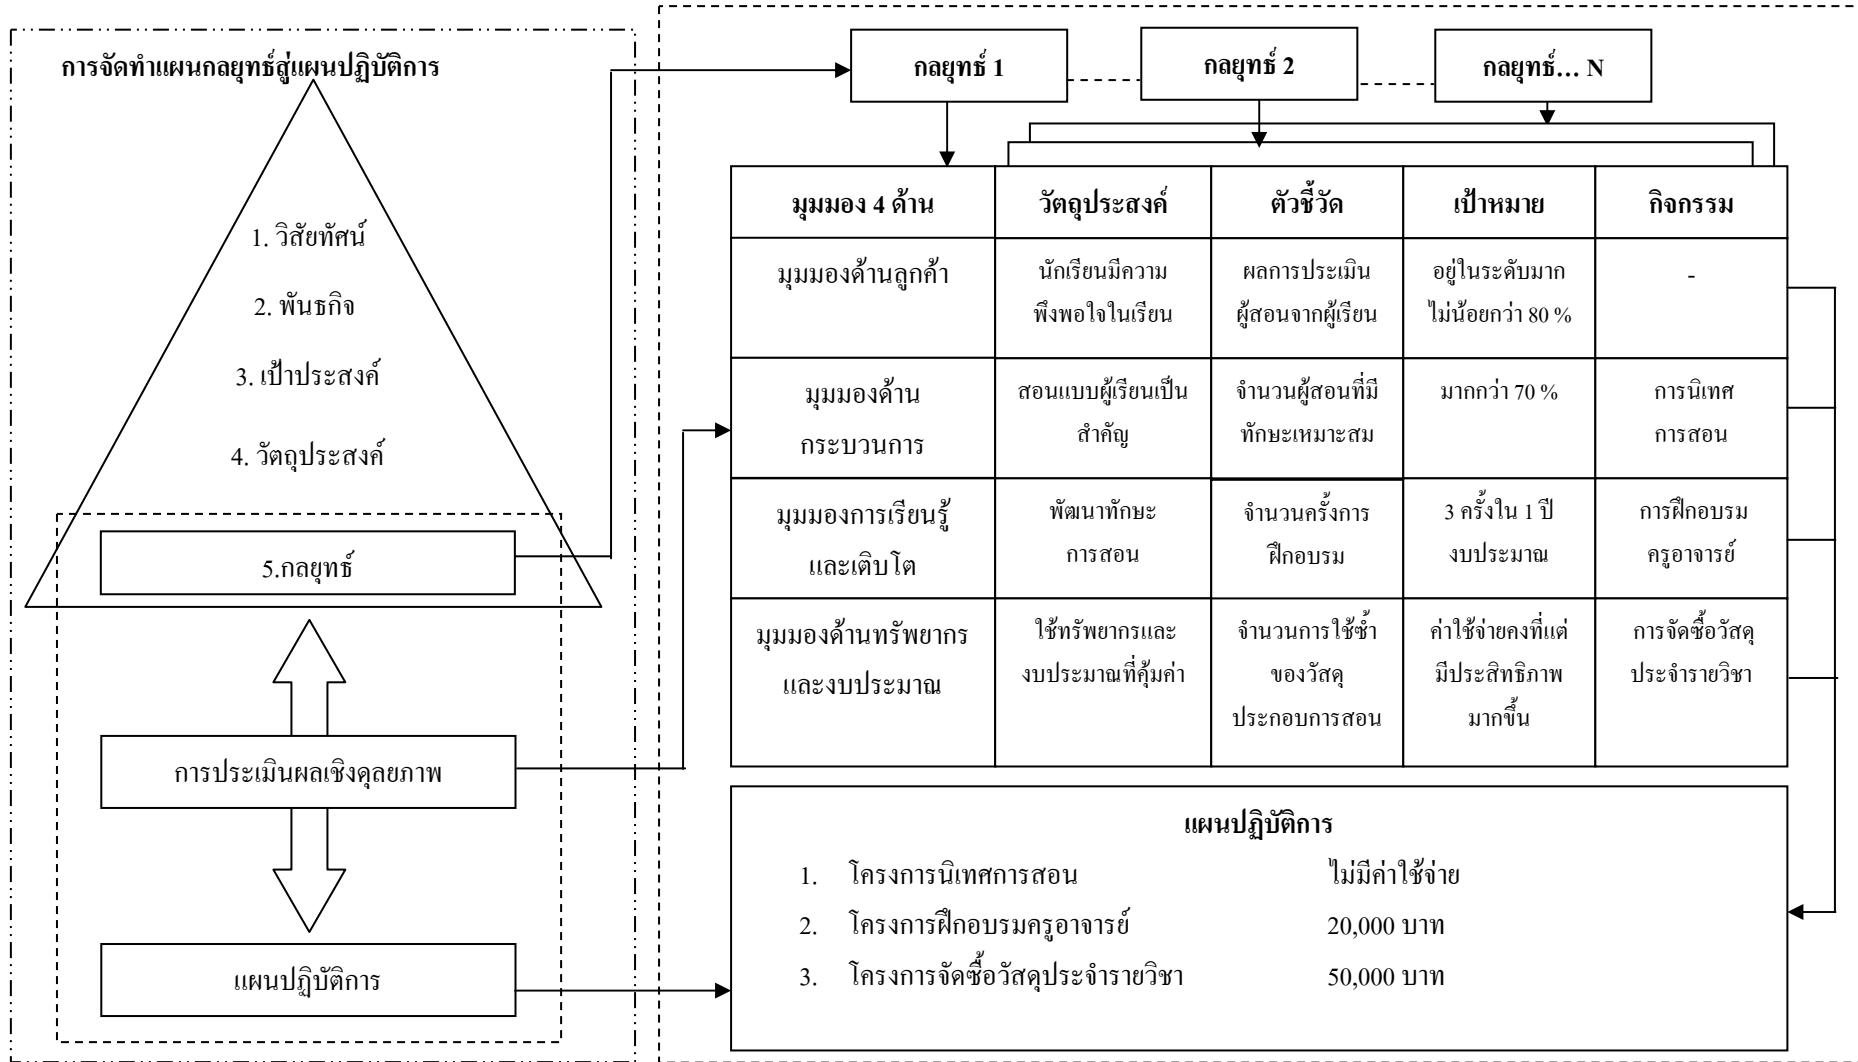 การจัดทำแผนกลยุทธ์สู่แผนปฏิบัติการ
1. วิสัยทัศน์
2. พันธกิจ
3. เป้าประสงค์
4. วัตถุประสงค์
5.กลยุทธ์
การประเมินผลเชิงดุลยภาพ
แผนปฏิบัติการ
กลยุทธ์ 1
กลยุทธ์ 2
กลยุทธ์... N
มุมมอง 4 ด้าน
วัตถุประสงค์
ตัวชี้วัด
เป้าหมาย
กิจกรรม
มุมมองด้านลูกค้า
นักเรียนมีความ
พึงพอใจในเรียน
ผลการประเมิน
ผู้สอนจากผู้เรียน
อยู่ในระดับมาก
ไม่น้อยกว่า 80 %
-
มุมมองด้าน
กระบวนการ
สอนแบบผู้เรียนเป็น
สำคัญ
จำนวนผู้สอนที่มี
ทักษะเหมาะสม
มากกว่า 70 %
การนิเทศ
การสอน
มุมมองการเรียนรู้
และเติบโต
พัฒนาทักษะ
การสอน
จำนวนครั้งการ
ฝึกอบรม
3 ครั้งใน 1 ปี
งบประมาณ
การฝึกอบรม
ครูอาจารย์
มุมมองด้านทรัพยากร
และงบประมาณ
ใช้ทรัพยากรและ
งบประมาณที่คุ้มค่า
จำนวนการใช้ซ้ำ
ของวัสดุ
ประกอบการสอน
ค่าใช้จ่ายคงที่แต่
มีประสิทธิภาพ
มากขึ้น
การจัดซื้อวัสดุ
ประจำรายวิชา
แผนปฏิบัติการ
1. โครงการนิเทศการสอน ไม่มีค่าใช้จ่าย
2. โครงการฝึกอบรมครูอาจารย์ 20,000 บาท
3. โครงการจัดซื้อวัสดุประจำรายวิชา 50,000 บาท